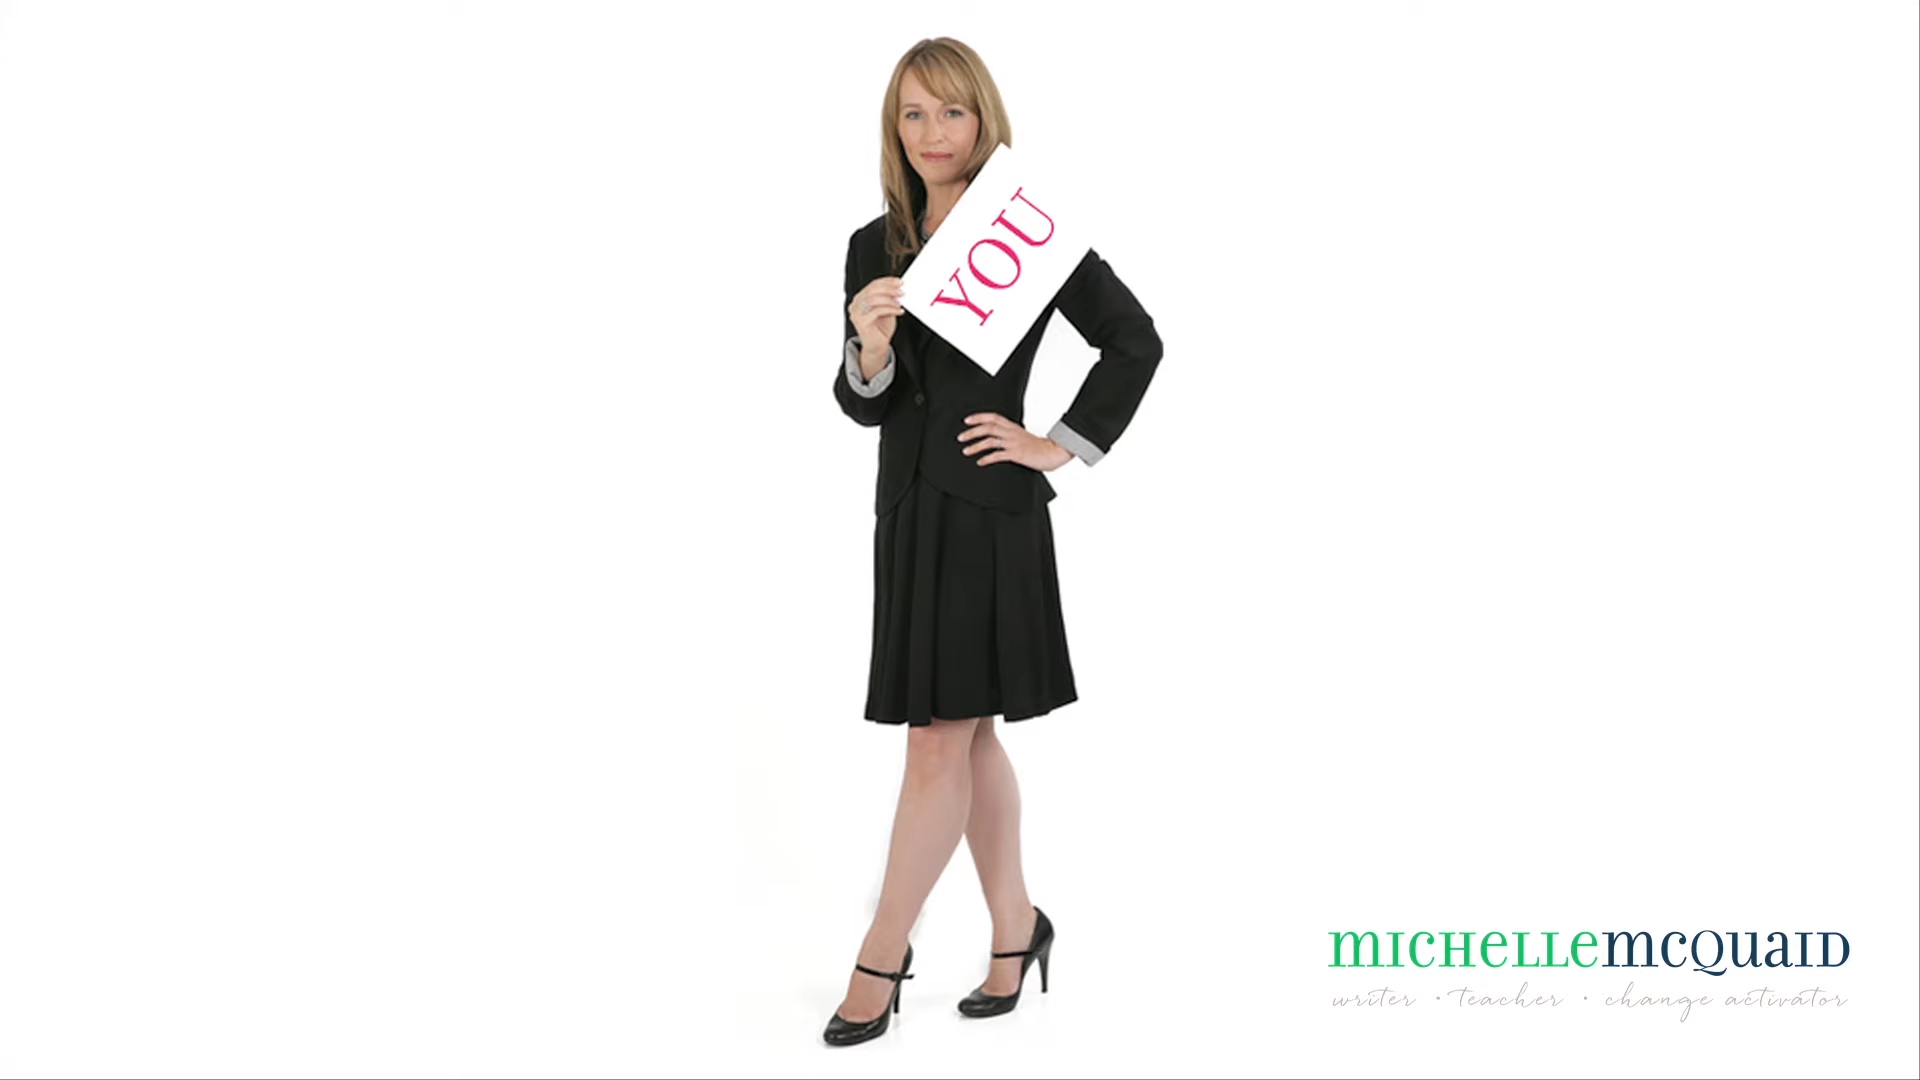 YOU
MICHELLEMCQUAID
writer • teacher • change activator